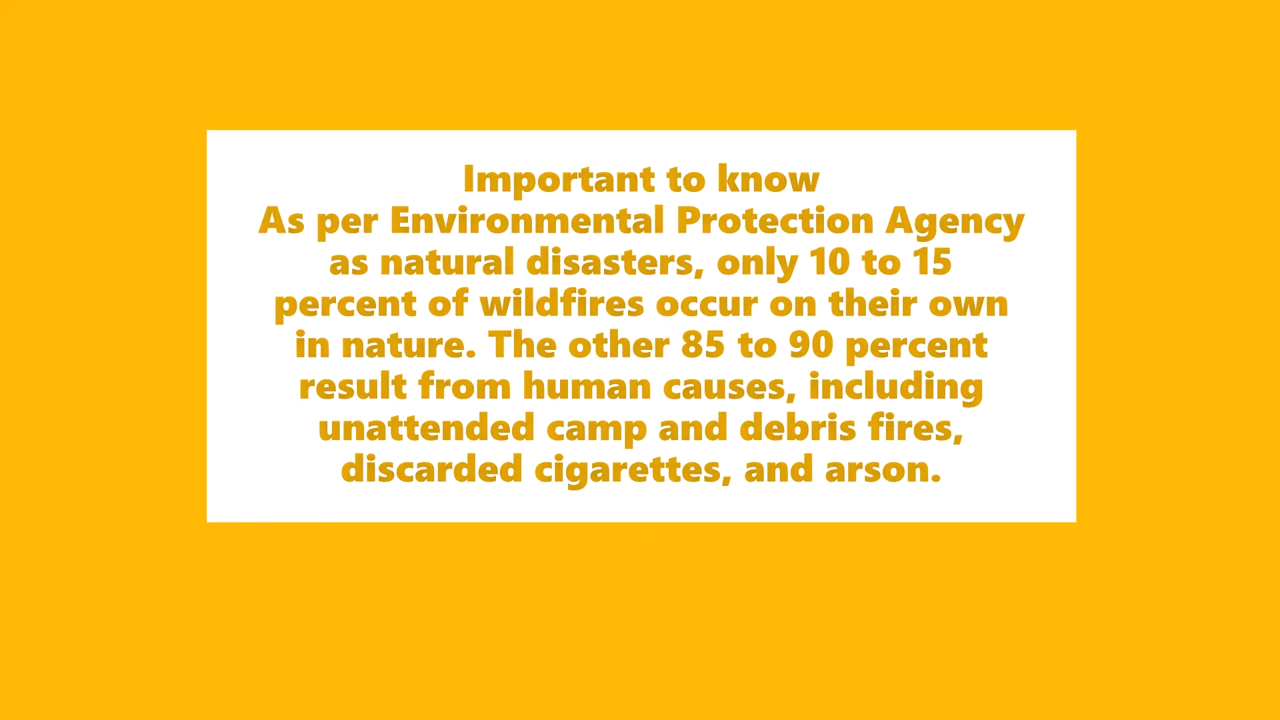 Important to know
As per Environmental Protection Agency
as natural disasters, only 10 to 15
percent of wildfires occur on their own
in nature. The other 85 to 90 percent
result from human causes, including
unattended camp and debris fires,
discarded cigarettes, and arson.